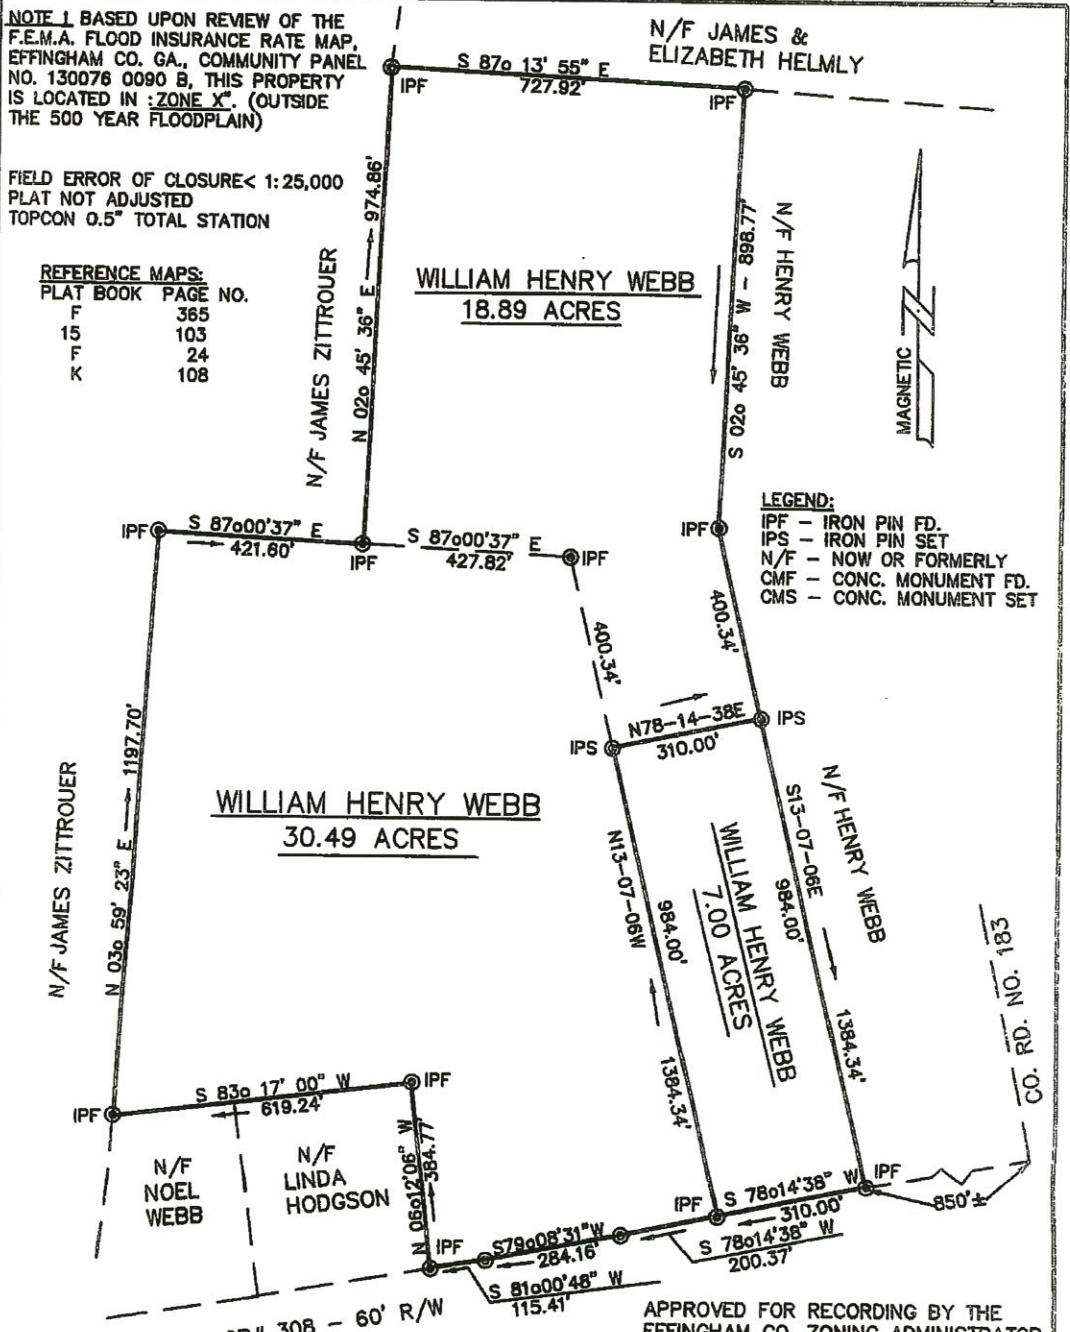 NOTE 1 BASED UPON REVIEW OF THE
F.E.M.A. FLOOD INSURANCE RATE MAP,
EFFINGHAM CO. GA., COMMUNITY PANEL
NO. 130076 0090 B, THIS PROPERTY
IS LOCATED IN :ZONE X". (OUTSIDE
THE 500 YEAR FLOODPLAIN)
FIELD ERROR OF CLOSURE< 1:25,000
PLAT NOT ADJUSTED
TOPCON 0.5" TOTAL STATION
REFERENCE MAPS:
PLAT BOOK PAGE NO.
F 365
15 103
F 24
K 108
N/F JAMES &
ELIZABETH HELMLY
S 87o 13' 55" E
727.92'
IPF
IPF
N 02o 45' 36" E 974.86'
N/F JAMES ZITTROUER
WILLIAM HENRY WEBB
18.89 ACRES
S 02o 45' 36" W - 898.77'
N/F HENRY WEBB
MAGNETIC
N
LEGEND:
IPF - IRON PIN FD.
IPS - IRON PIN SET
N/F - NOW OR FORMERLY
CMF - CONC. MONUMENT FD.
CMS - CONC. MONUMENT SET
IPF
S 87o00'37" E
421.60'
IPF
S 87o00'37" E
427.82'
IPF
IPF
400.34'
400.34'
IPS
N78-14-38E
310.00'
IPS
N 03o 59' 23" E 1197.70'
N/F JAMES ZITTROUER
WILLIAM HENRY WEBB
30.49 ACRES
N13-07-06W
984.00'
1384.34'
WILLIAM HENRY WEBB
7.00 ACRES
S13-07-06E
984.00'
1384.34'
N/F HENRY WEBB
CO. RD. NO. 183
IPF
S 83o 17' 00" W
619.24'
IPF
N/F
NOEL
WEBB
N/F
LINDA
HODGSON
N 06o12'06" W
384.77'
IPF
S79o08'31"W
284.16'
S 81o00'48" W
115.41'
IPF
S 78o14'38" W
310.00'
S 78o14'38" W
200.37'
IPF
850'±
308 - 60' R/W
APPROVED FOR RECORDING BY THE
EFFINGHAM CO. ZONING ADMINISTRATOR